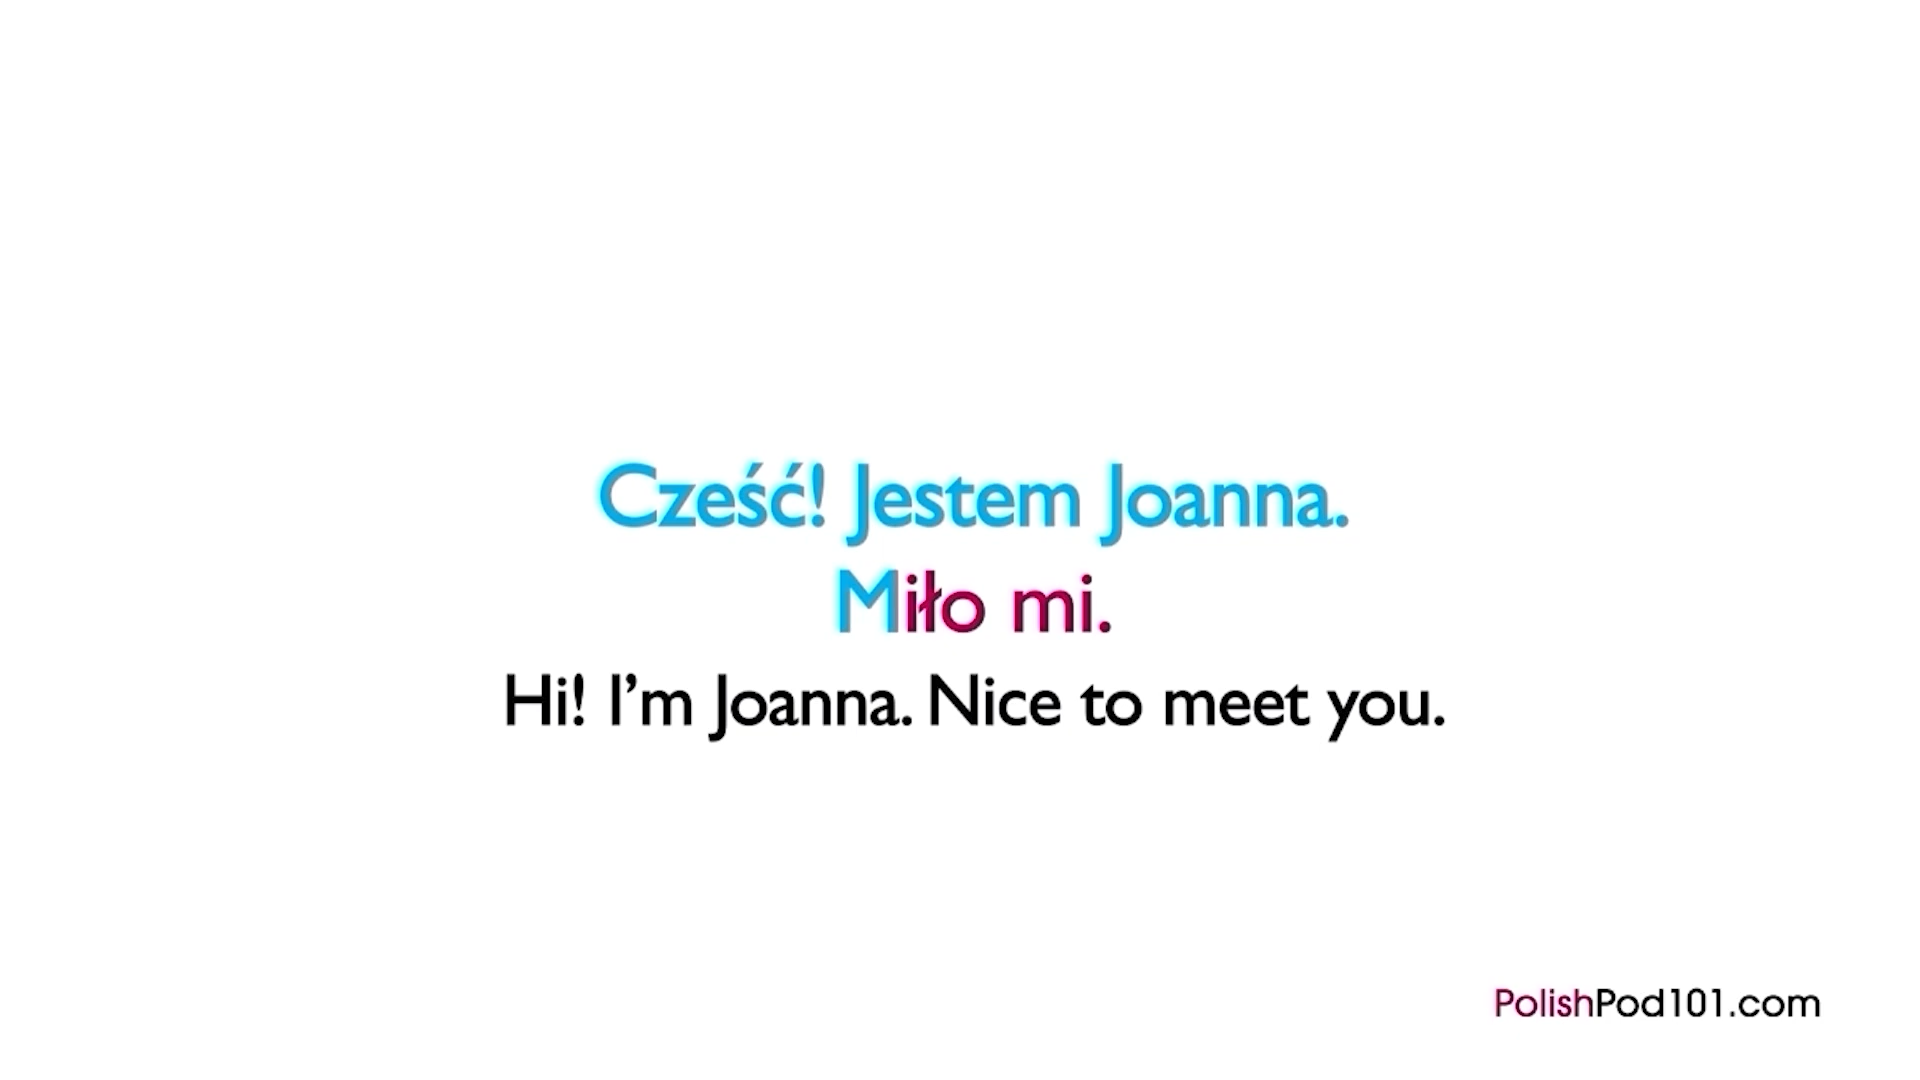 Cześć! Jestem Joanna.
Miło mi.
Hi! I’m Joanna. Nice to meet you.
PolishPod101.com